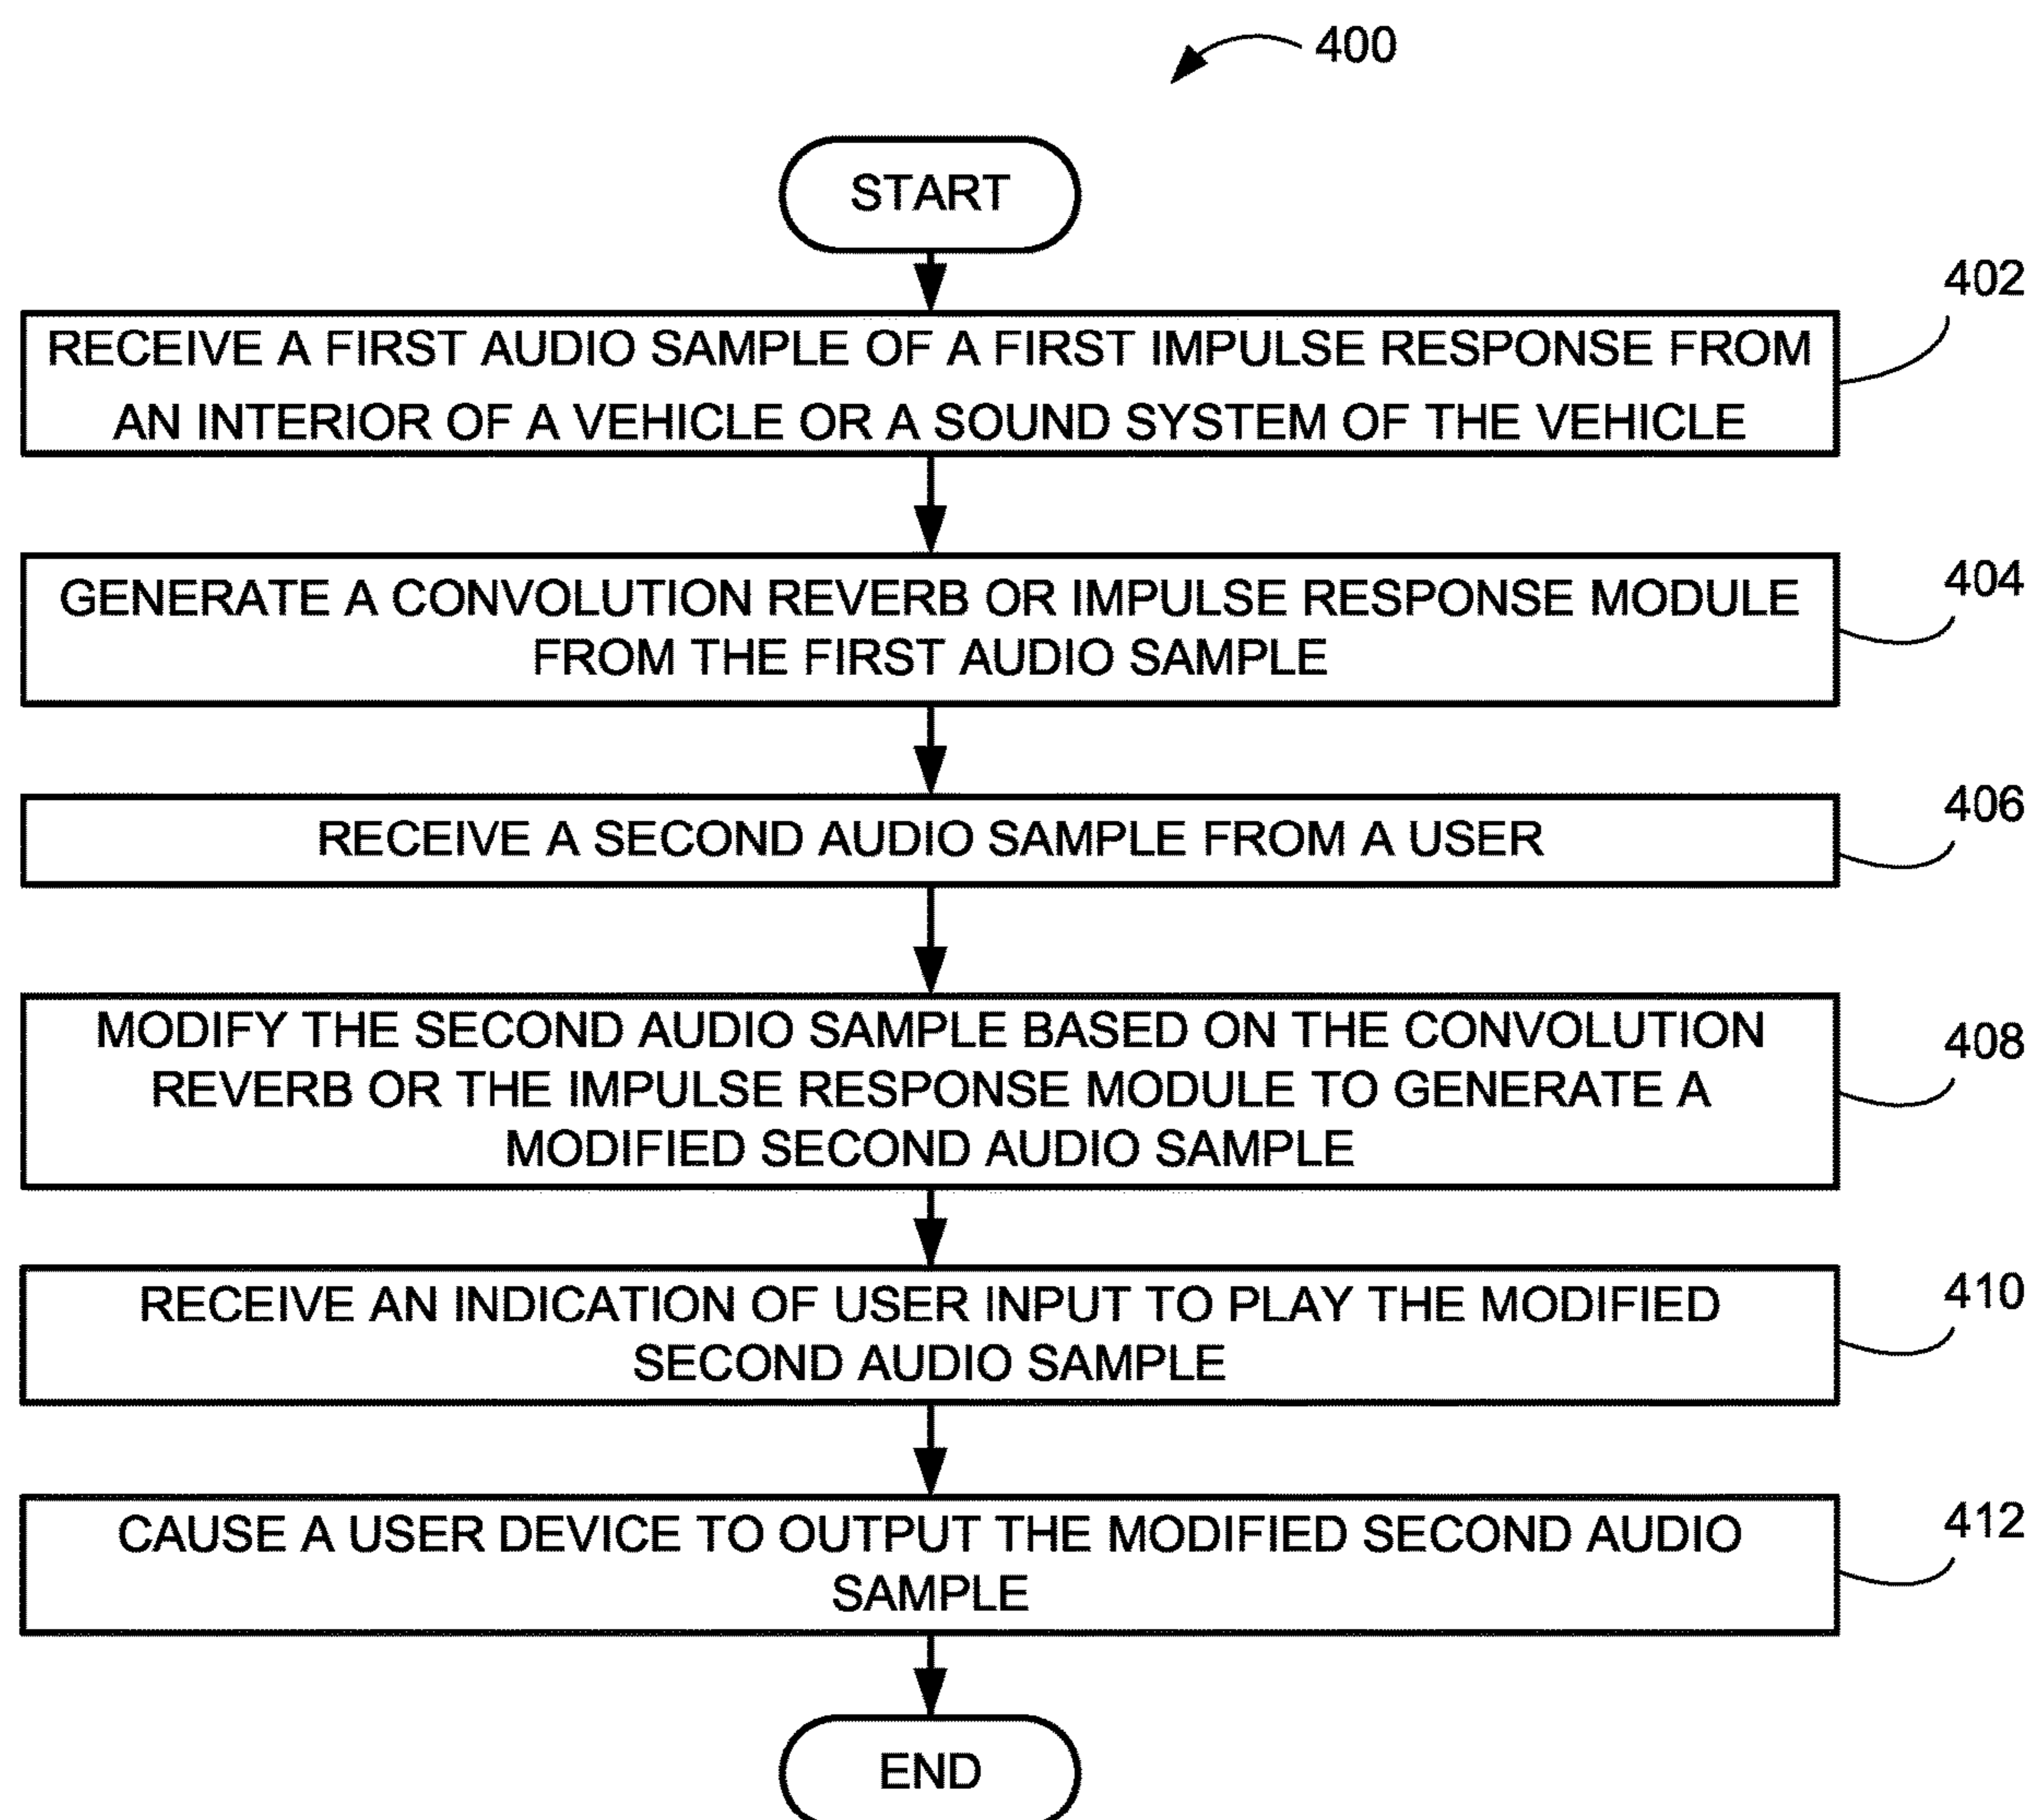 400
START
402
RECEIVE A FIRST AUDIO SAMPLE OF A FIRST IMPULSE RESPONSE FROM
AN INTERIOR OF A VEHICLE OR A SOUND SYSTEM OF THE VEHICLE
404
GENERATE A CONVOLUTION REVERB OR IMPULSE RESPONSE MODULE
FROM THE FIRST AUDIO SAMPLE
406
RECEIVE A SECOND AUDIO SAMPLE FROM A USER
408
MODIFY THE SECOND AUDIO SAMPLE BASED ON THE CONVOLUTION
REVERB OR THE IMPULSE RESPONSE MODULE TO GENERATE A
MODIFIED SECOND AUDIO SAMPLE
410
RECEIVE AN INDICATION OF USER INPUT TO PLAY THE MODIFIED
SECOND AUDIO SAMPLE
412
CAUSE A USER DEVICE TO OUTPUT THE MODIFIED SECOND AUDIO
SAMPLE
END